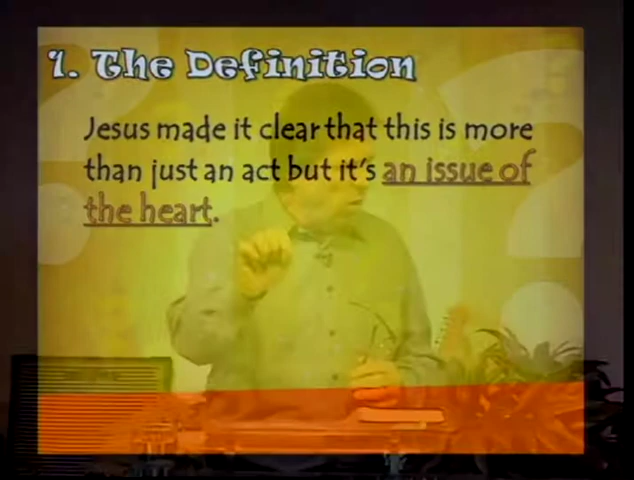 1. The Definition
Jesus made it clear that this is more
than just an act but it's an issue of
the heart.